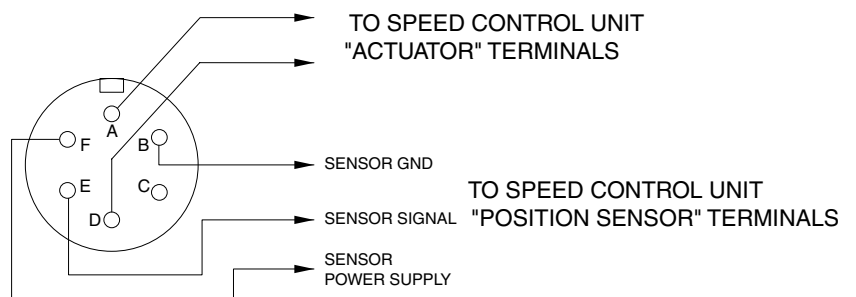 TO SPEED CONTROL UNIT
"ACTUATOR" TERMINALS
A
F
B
E
C
D
SENSOR GND
TO SPEED CONTROL UNIT
SENSOR SIGNAL
"POSITION SENSOR" TERMINALS
SENSOR
POWER SUPPLY